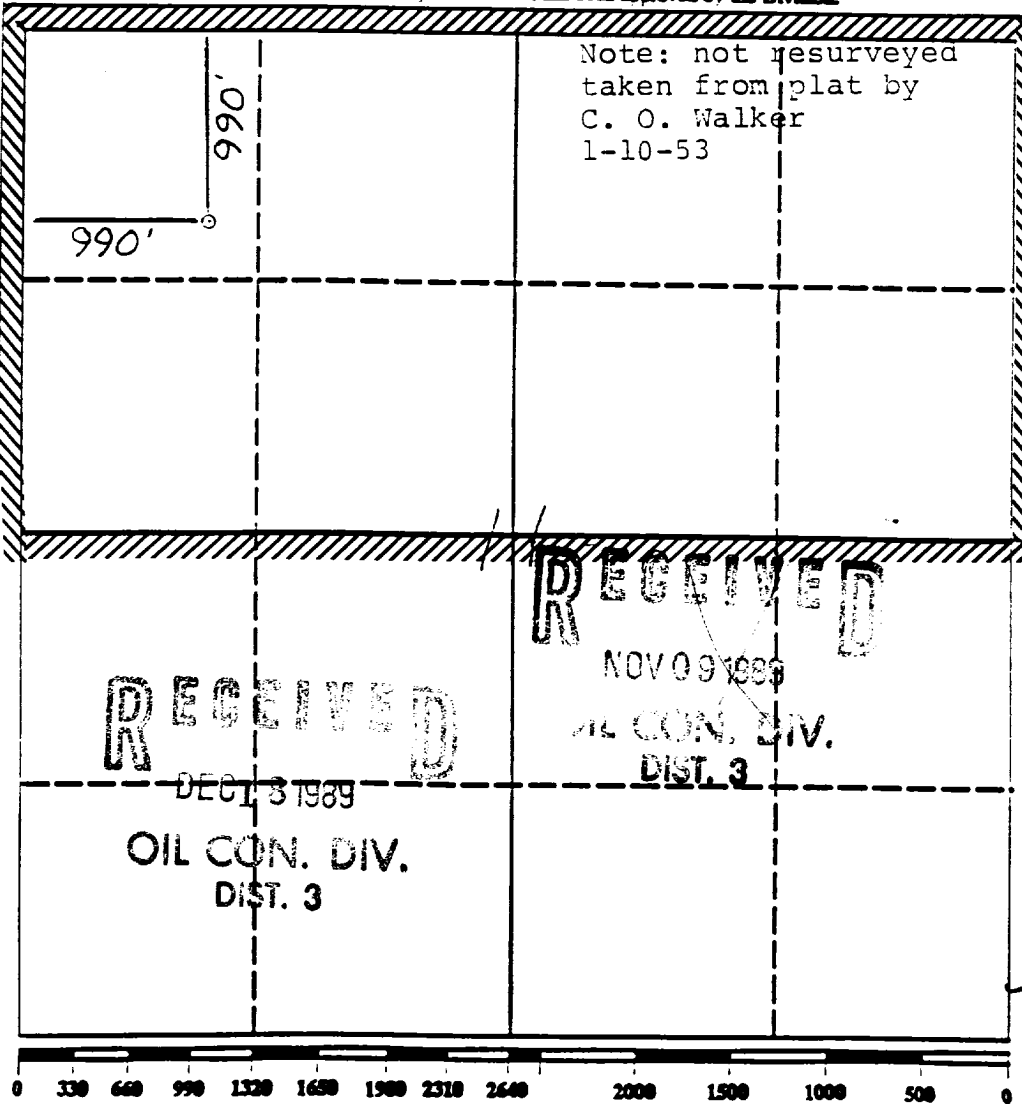 Division
Note: not resurveyed
taken from plat by
C. O. Walker
1-10-53
990'
990'
RECEIVED
NOV 09 1989
OIL CON. DIV.
DIST. 3
RECEIVED
DEC 18 1989
OIL CON. DIV.
DIST. 3
0 330 660 990 1320 1650 1980 2310 2640 2000 1500 1000 500 0